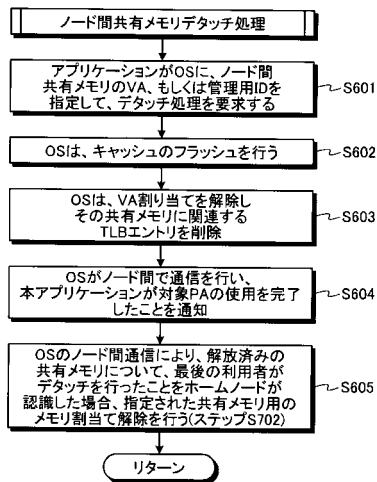 ノード間共有メモリデタッチ処理
アプリケーションがOSに、ノード間
共有メモリのVA、もしくは管理用IDを
指定して、デタッチ処理を要求する
S601
OSは、キャッシュのフラッシュを行う
S602
OSは、VA割り当てを解除し
その共有メモリに関連する
TLBエントリを削除
S603
OSがノード間で通信を行い、
本アプリケーションが対象PAの使用を完了
したことを通知
S604
OSのノード間通信により、解放済みの
共有メモリについて、最後の利用者が
デタッチを行ったことをホームノードが
認識した場合、指定された共有メモリ用の
メモリ割当て解除を行う(ステップS702)
S605
リターン